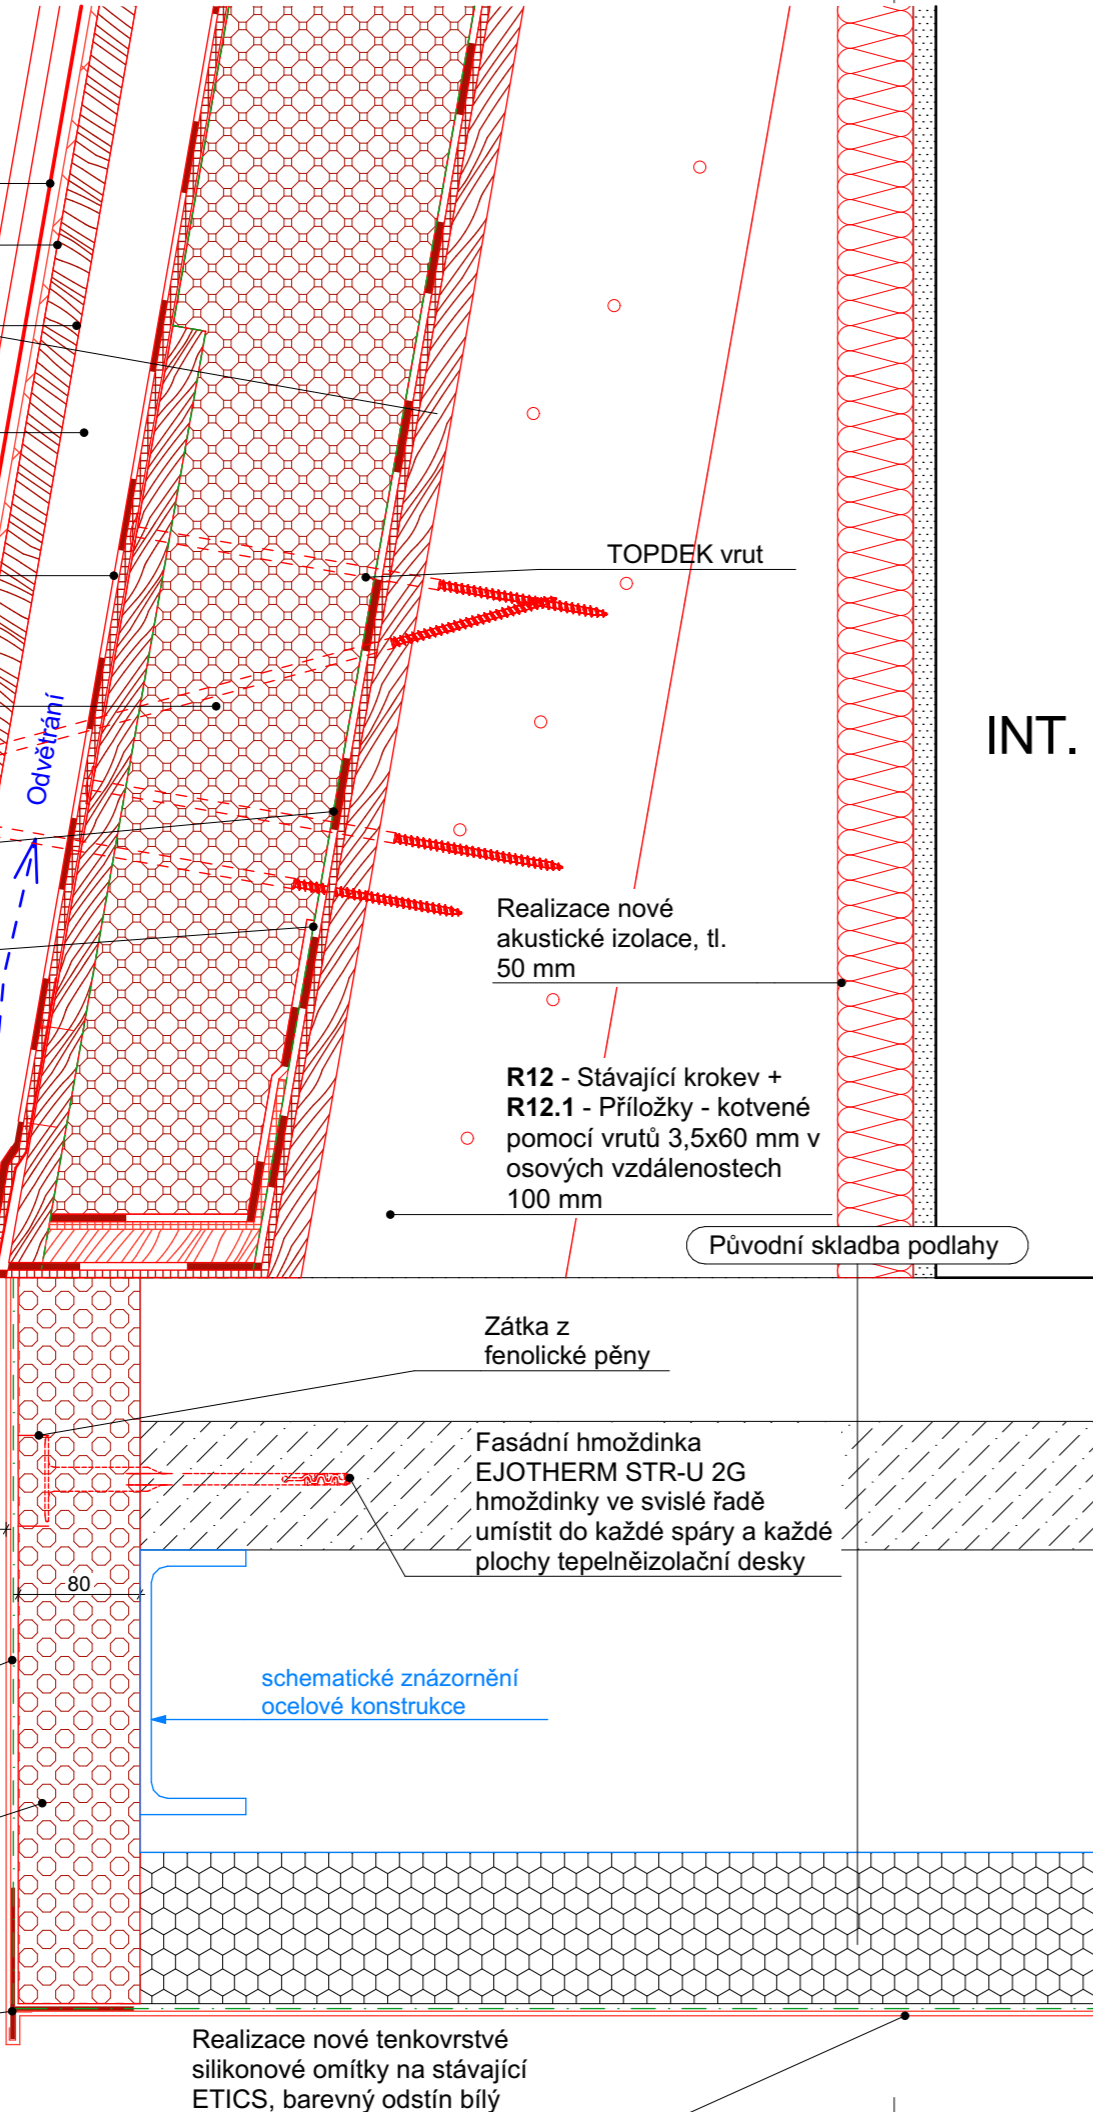 TOPDEK vrut
INT.
Odvětrání
Realizace nové
akustické izolace, tl.
50 mm
R12 - Stávající krokev +
R12.1 - Příložky - kotvené
pomocí vrutů 3,5x60 mm v
osových vzdálenostech
100 mm
Původní skladba podlahy
Zátka z
fenolické pěny
Fasádní hmoždinka
EJOTHERM STR-U 2G
hmoždinky ve svislé řadě
umístit do každé spáry a každé
plochy tepelněizolační desky
80
schematické znázornění
ocelové konstrukce
Realizace nové tenkovrstvé
silikonové omítky na stávající
ETICS, barevný odstín bílý